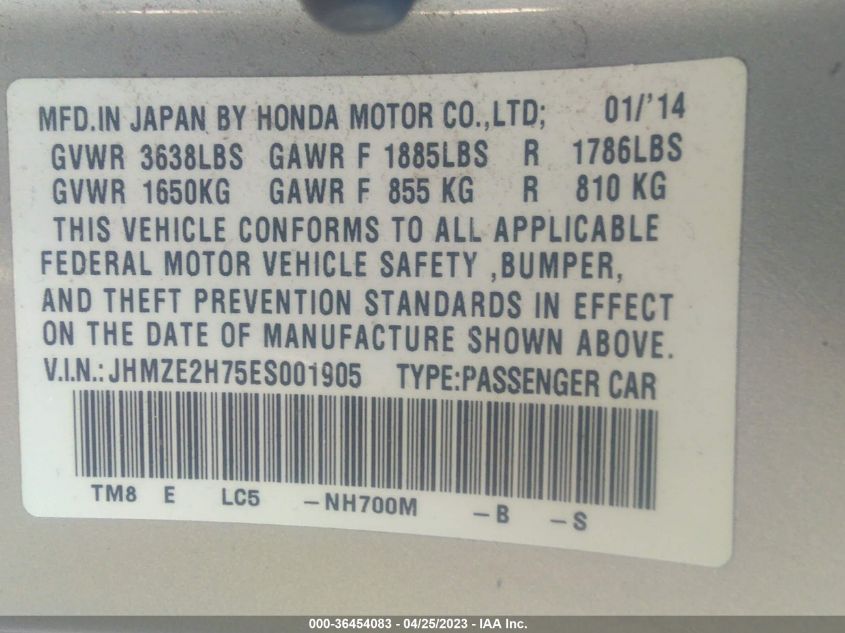 MFD.IN JAPAN BY HONDA MOTOR CO.,LTD; 01/'14
GVWR 3638LBS GAWR F 1885LBS R 1786LBS
GVWR 1650KG GAWR F 855 KG R 810 KG
THIS VEHICLE CONFORMS TO ALL APPLICABLE
FEDERAL MOTOR VEHICLE SAFETY ,BUMPER,
AND THEFT PREVENTION STANDARDS IN EFFECT
ON THE DATE OF MANUFACTURE SHOWN ABOVE.
V.I.N.:JHMZE2H75ES001905 TYPE:PASSENGER CAR
TM8 E LC5 -NH700M -B -S
000-36454083 - 04/25/2023 - IAA Inc.